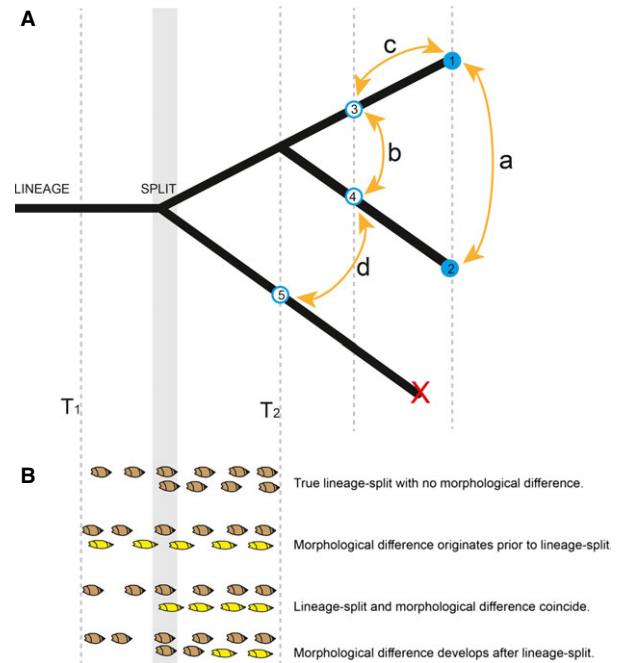 A
c
1
3
b
a
LINEAGE SPLIT
4
d
2
5
X
T1
T2
B
True lineage-split with no morphological difference.
Morphological difference originates prior to lineage-split
Lineage-split and morphological difference coincide.
Morphological difference develops after lineage-split.